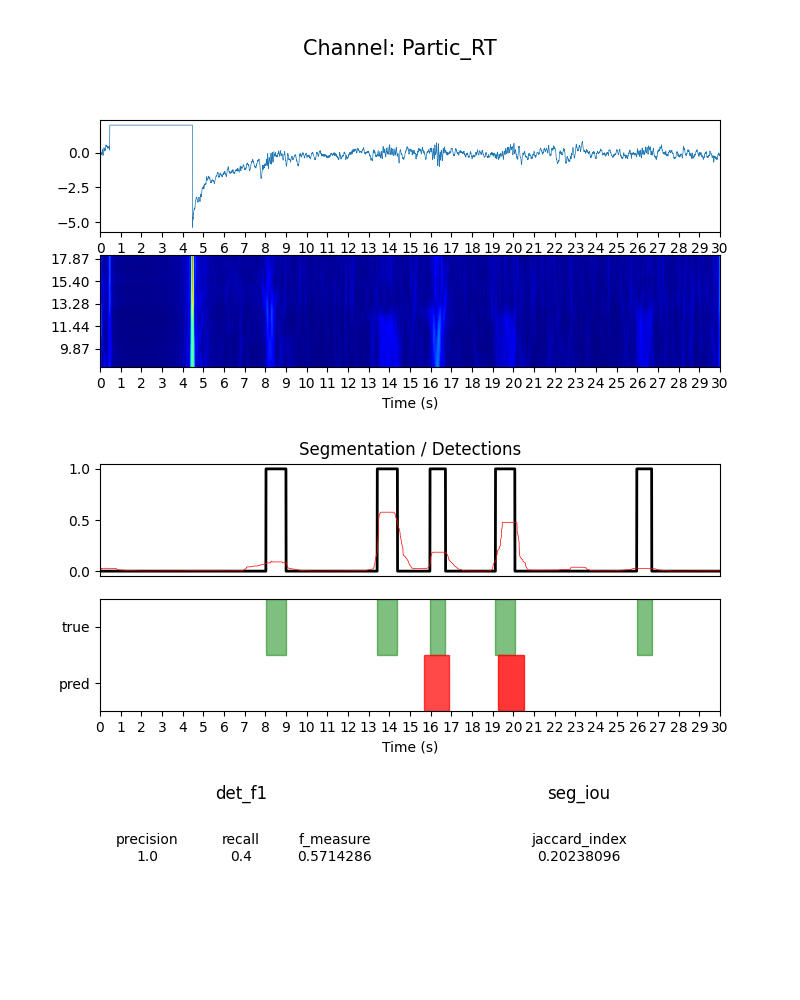 Channel: Partic_RT
0.0
−2.5
−5.0
0 1 2 3 4 5 6 7 8 9 10 11 12 13 14 15 16 17 18 19 20 21 22 23 24 25 26 27 28 29 30
17.87
15.40
13.28
11.44
9.87
0 1 2 3 4 5 6 7 8 9 10 11 12 13 14 15 16 17 18 19 20 21 22 23 24 25 26 27 28 29 30
Time (s)
Segmentation / Detections
1.0
0.5
0.0
true
pred
0 1 2 3 4 5 6 7 8 9 10 11 12 13 14 15 16 17 18 19 20 21 22 23 24 25 26 27 28 29 30
Time (s)
det_f1 seg_iou
precision recall f_measure jaccard_index
1.0 0.4 0.5714286 0.20238096